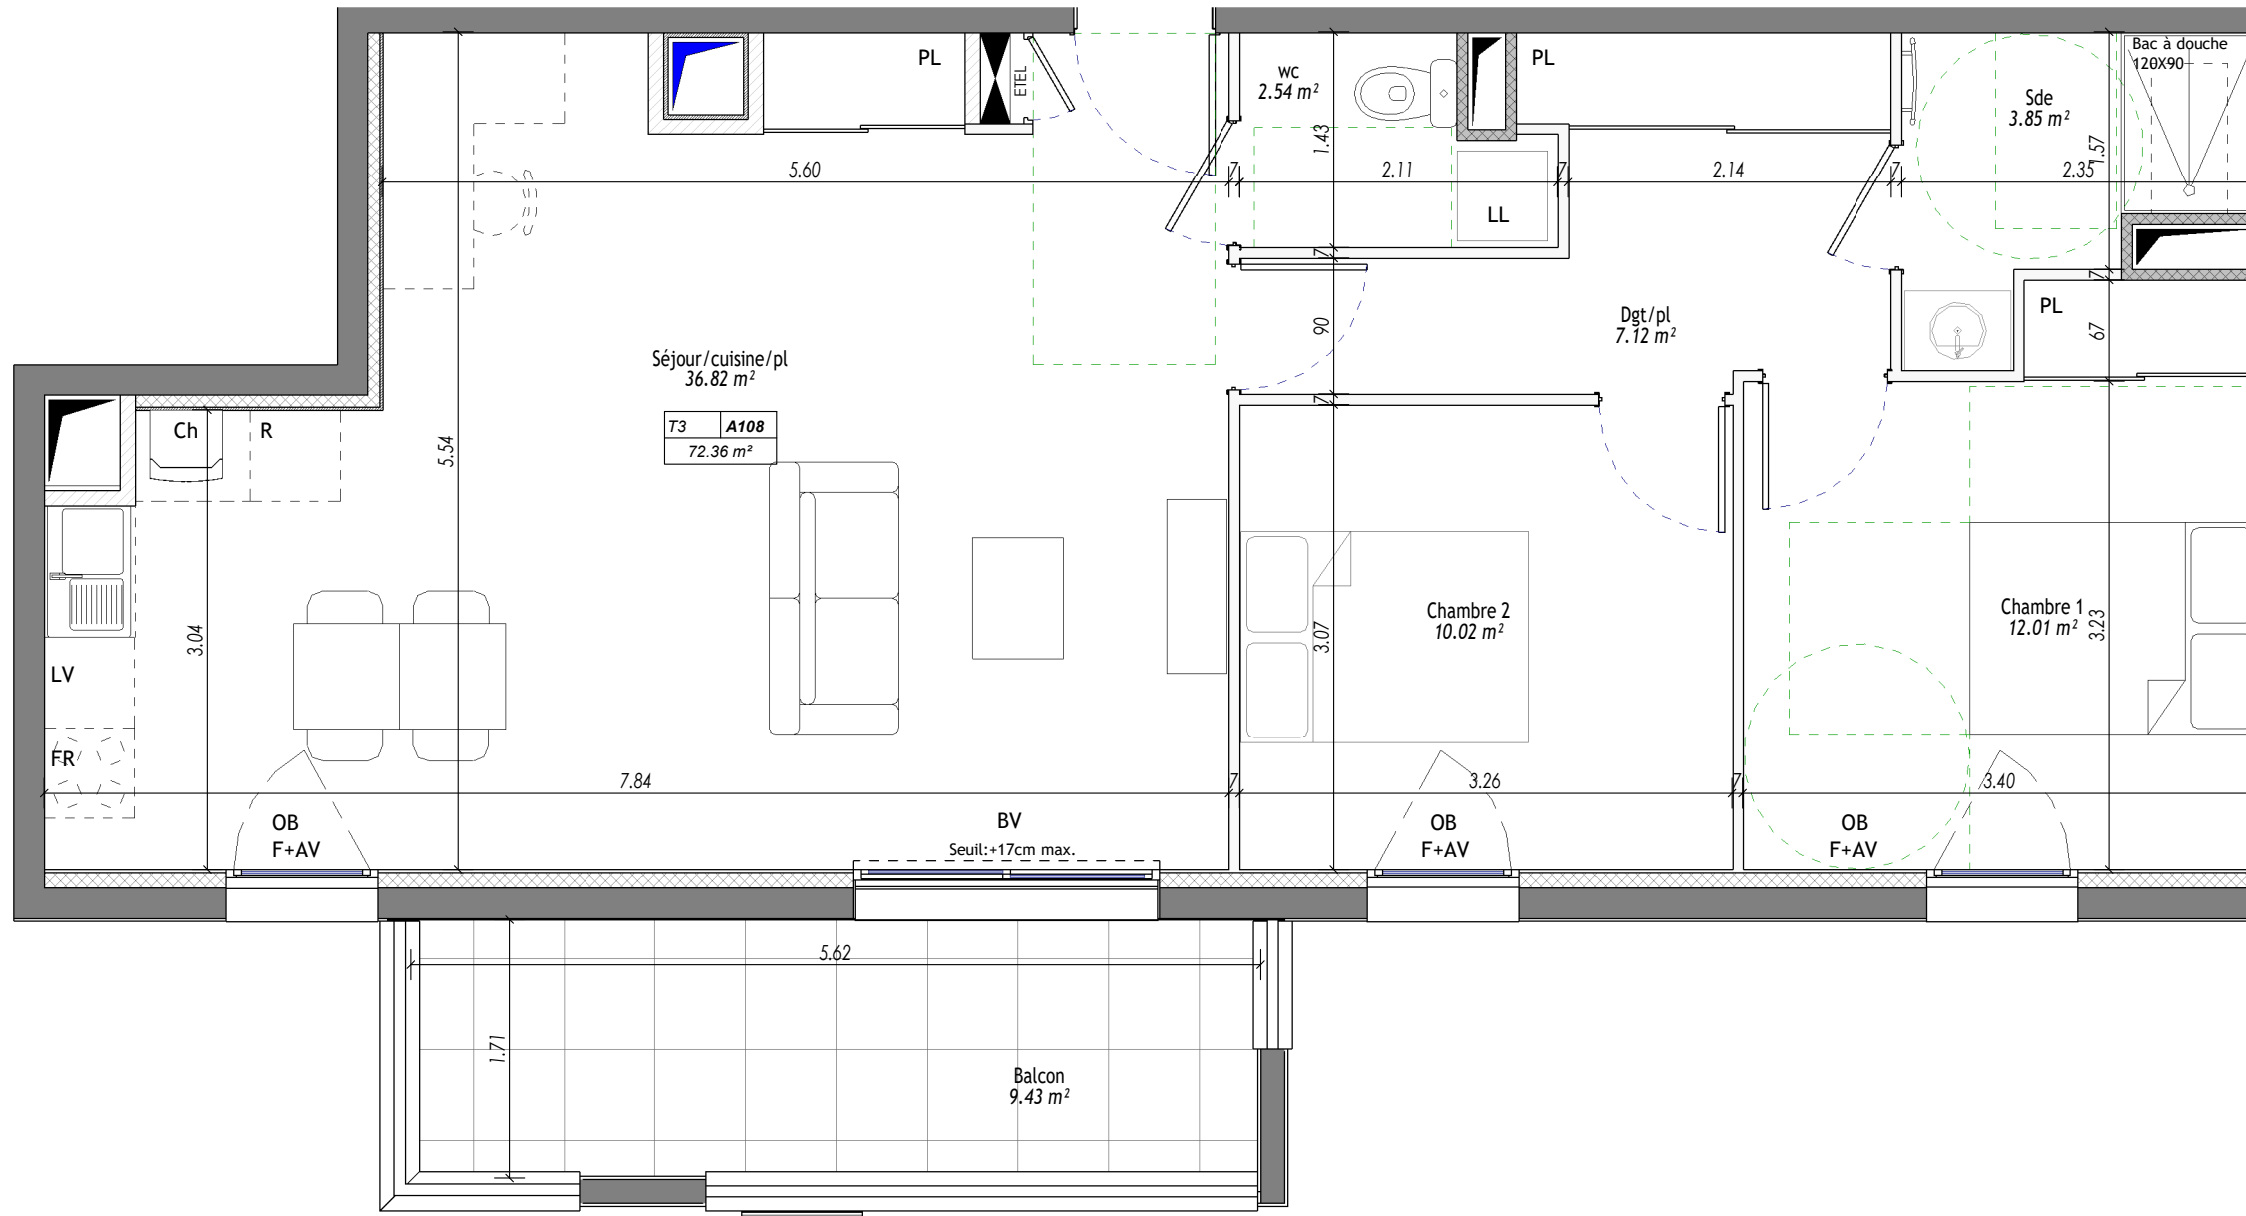 PL
ETEL
wc
2.54 m²
PL
Sde
3.85 m²
Bac à douche
120X90
1.43
1.57
5.60
7
2.11
7
2.14
7
2.35
LL
7
7
90
Dgt/pl
7.12 m²
PL
67
Séjour/cuisine/pl
36.82 m²
T3 A108
72.36 m²
7
Ch
R
5.54
3.04
3.07
3.23
Chambre 2
10.02 m²
Chambre 1
12.01 m²
LV
FR
7.84
7
3.26
7
3.40
OB
F+AV
BV
Seuil:+17cm max.
OB
F+AV
OB
F+AV
5.62
1.71
Balcon
9.43 m²